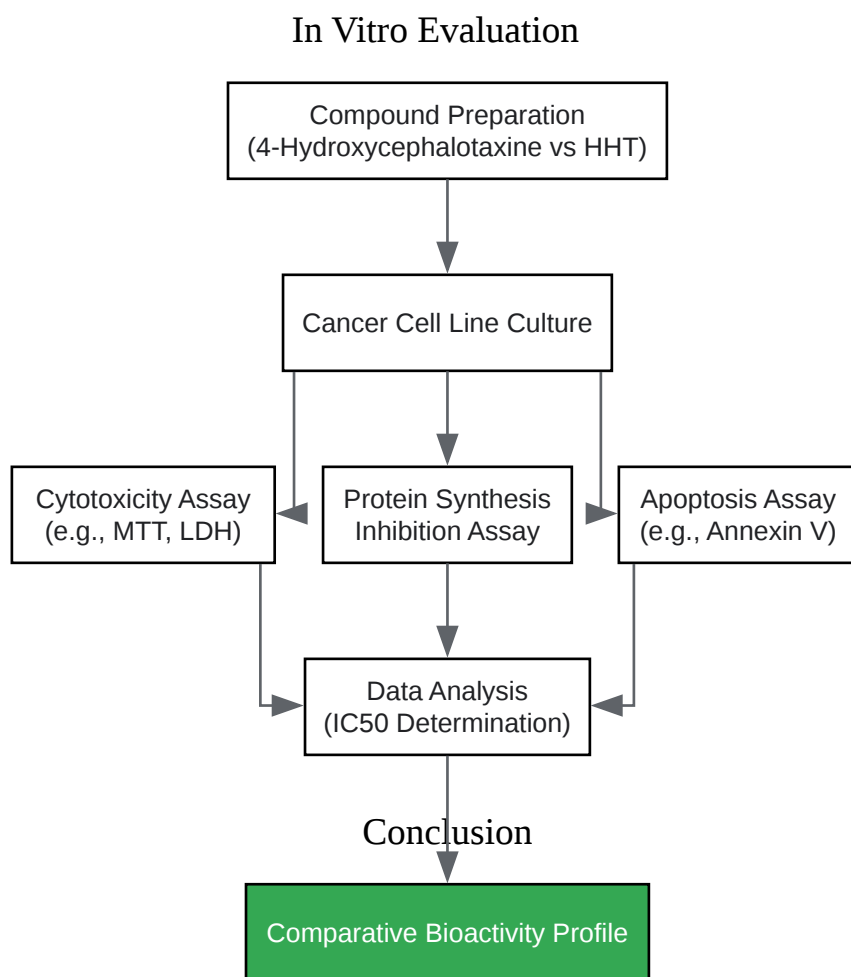 In Vitro Evaluation
Compound Preparation
(4-Hydroxycephalotaxine vs HHT)
Cancer Cell Line Culture
Cytotoxicity Assay
(e.g., MTT, LDH)
Protein Synthesis
Inhibition Assay
Apoptosis Assay
(e.g., Annexin V)
Data Analysis
(IC50 Determination)
Conclusion
Comparative Bioactivity Profile